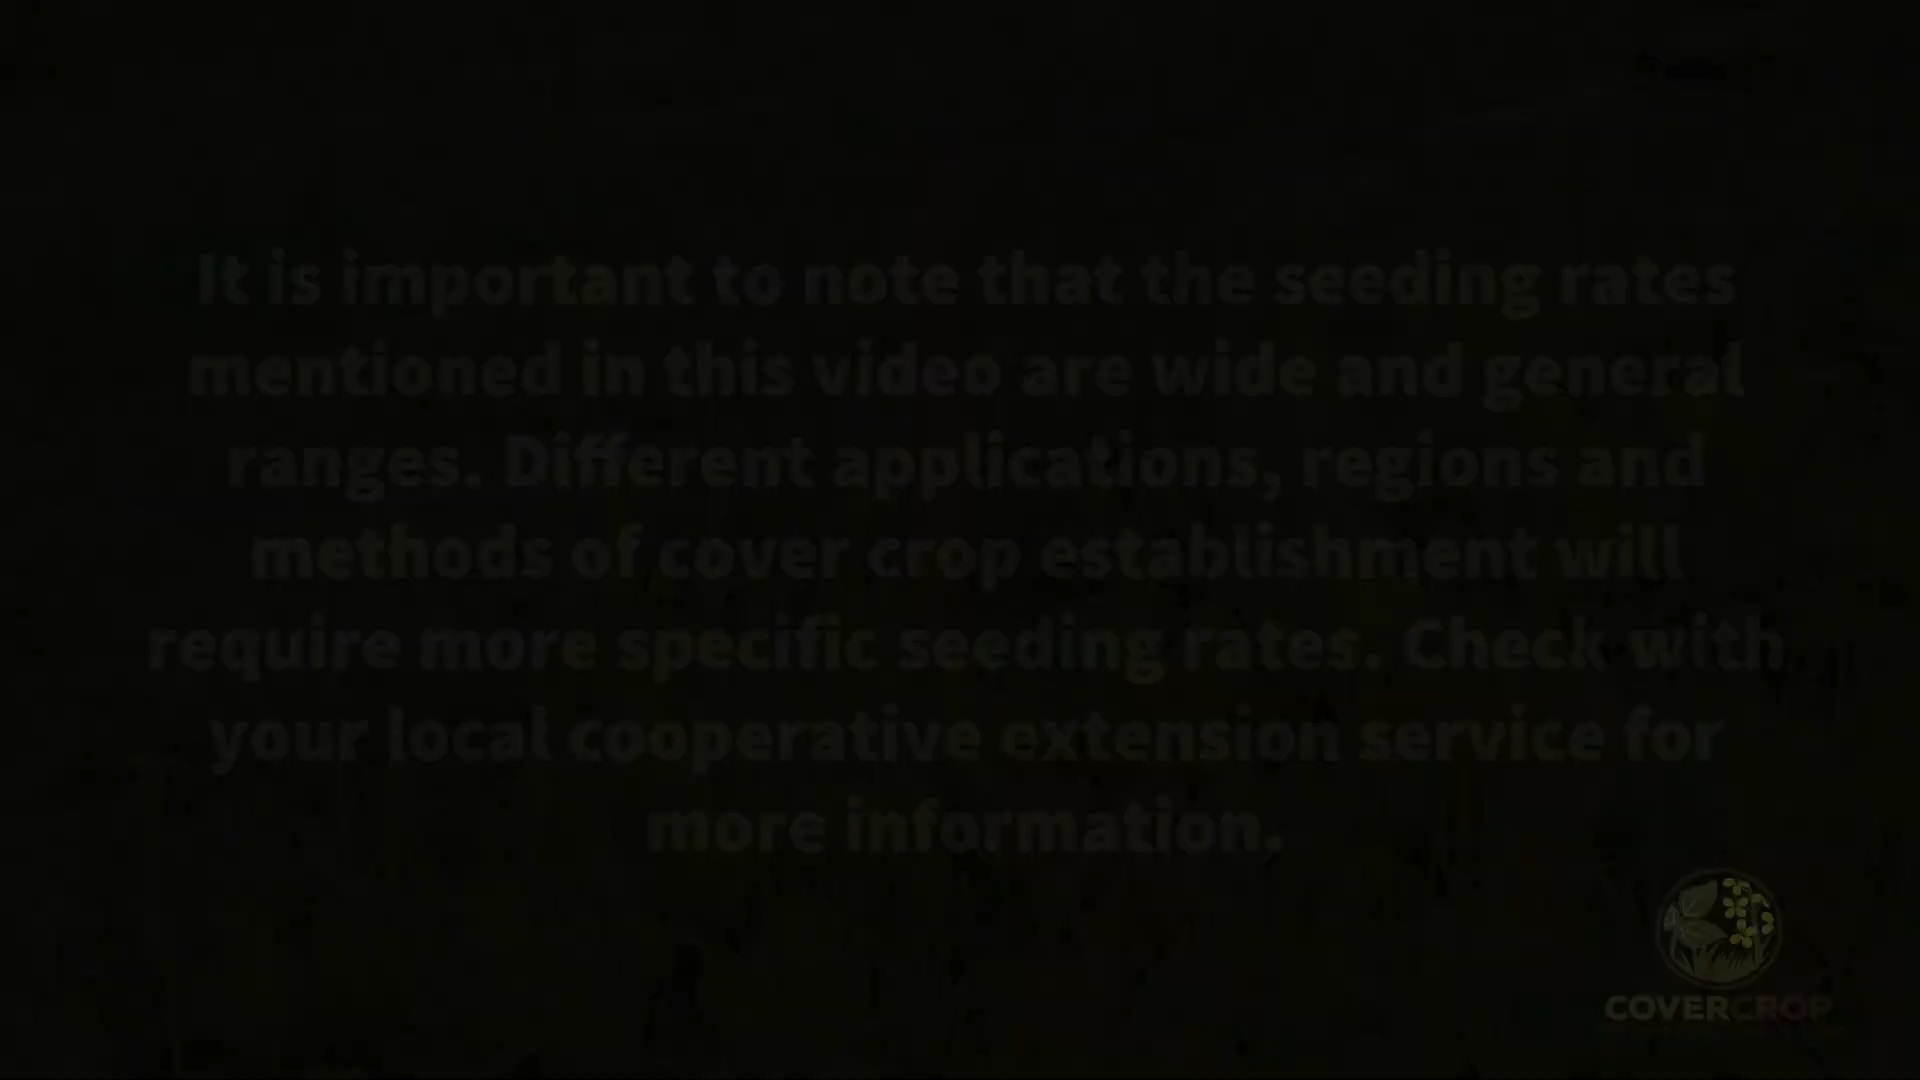 It is important to note that the seeding rates
mentioned in this video are wide and general
ranges. Different applications, regions and
methods of cover crop establishment will
require more specific seeding rates. Check with
your local cooperative extension service for
more information.
COVERCROP